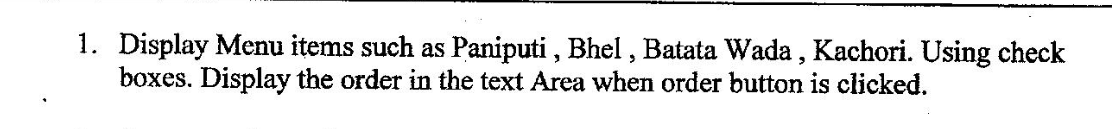 1. Display Menu items such as Paniputi , Bhel , Batata Wada , Kachori. Using check
boxes. Display the order in the text Area when order button is clicked.